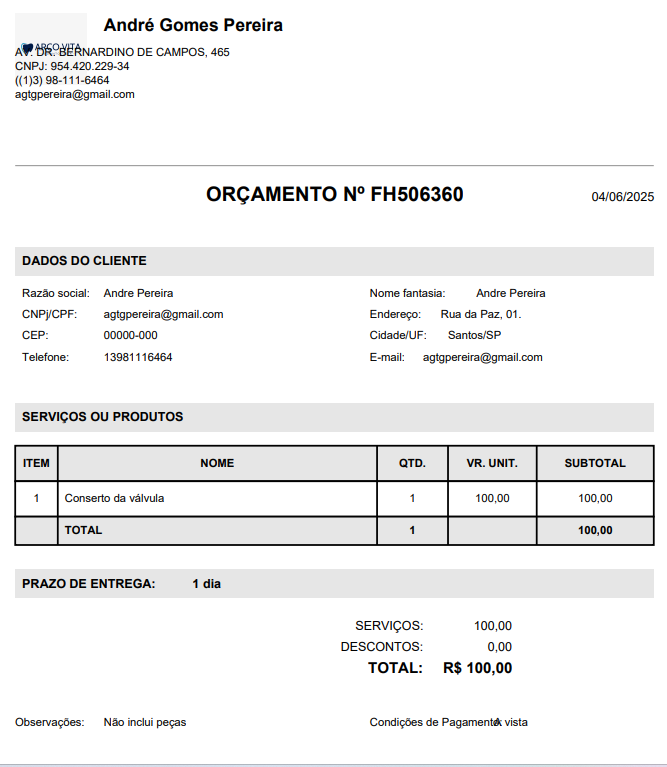 André Gomes Pereira
ARCO VITA
AV. DR. BERNARDINO DE CAMPOS, 465
CNPJ: 954.420.229-34
((1)3) 98-111-6464
agtgpereira@gmail.com
ORÇAMENTO Nº FH506360
04/06/2025
DADOS DO CLIENTE
Razão social: Andre Pereira Nome fantasia: Andre Pereira
CNPj/CPF: agtgpereira@gmail.com Endereço: Rua da Paz, 01.
CEP: 00000-000 Cidade/UF: Santos/SP
Telefone: 13981116464 E-mail: agtgpereira@gmail.com
SERVIÇOS OU PRODUTOS
ITEM NOME QTD. VR. UNIT. SUBTOTAL
1 Conserto da válvula 1 100,00 100,00
TOTAL 1 100,00
PRAZO DE ENTREGA: 1 dia
SERVIÇOS: 100,00
DESCONTOS: 0,00
TOTAL: R$ 100,00
Observações: Não inclui peças Condições de Pagamento: A vista